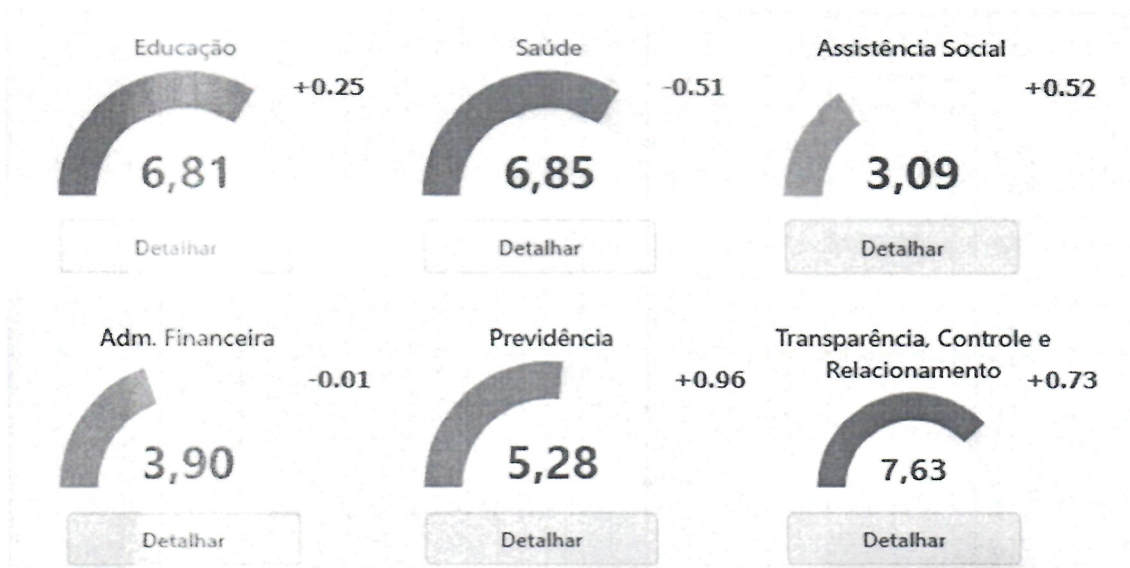 Educação
+0.25
6,81
Detalhar
Saúde
-0.51
6,85
Detalhar
Assistência Social
+0.52
3,09
Detalhar
Adm. Financeira
-0.01
3,90
Detalhar
Previdência
+0.96
5,28
Detalhar
Transparência, Controle e
Relacionamento
+0.73
7,63
Detalhar